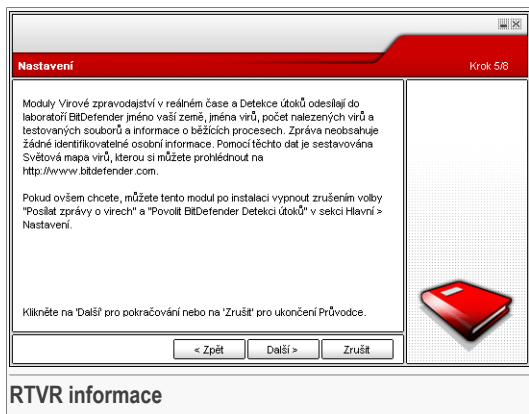 Nastavení
Krok 5/8
Moduly Virové zpravodajství v reálném čase a Detekce útoků odesílají do
laboratoří BitDefender jméno vaší země, jména virů, počet nalezených virů a
testovaných souborů a informace o běžících procesech. Zpráva neobsahuje
žádné identifikovatelné osobní informace. Pomocí těchto dat je sestavována
Světová mapa virů, kterou si můžete prohlédnout na
http://www.bitdefender.com.
Pokud ovšem chcete, můžete tento modul po instalaci vypnout zrušením volby
"Posílat zprávy o virech" a "Povolit BitDefender Detekci útoků" v sekci Hlavní >
Nastavení.
Klikněte na 'Další' pro pokračování nebo na 'Zrušit' pro ukončení Průvodce.
< Zpět
Další >
Zrušit
RTVR informace